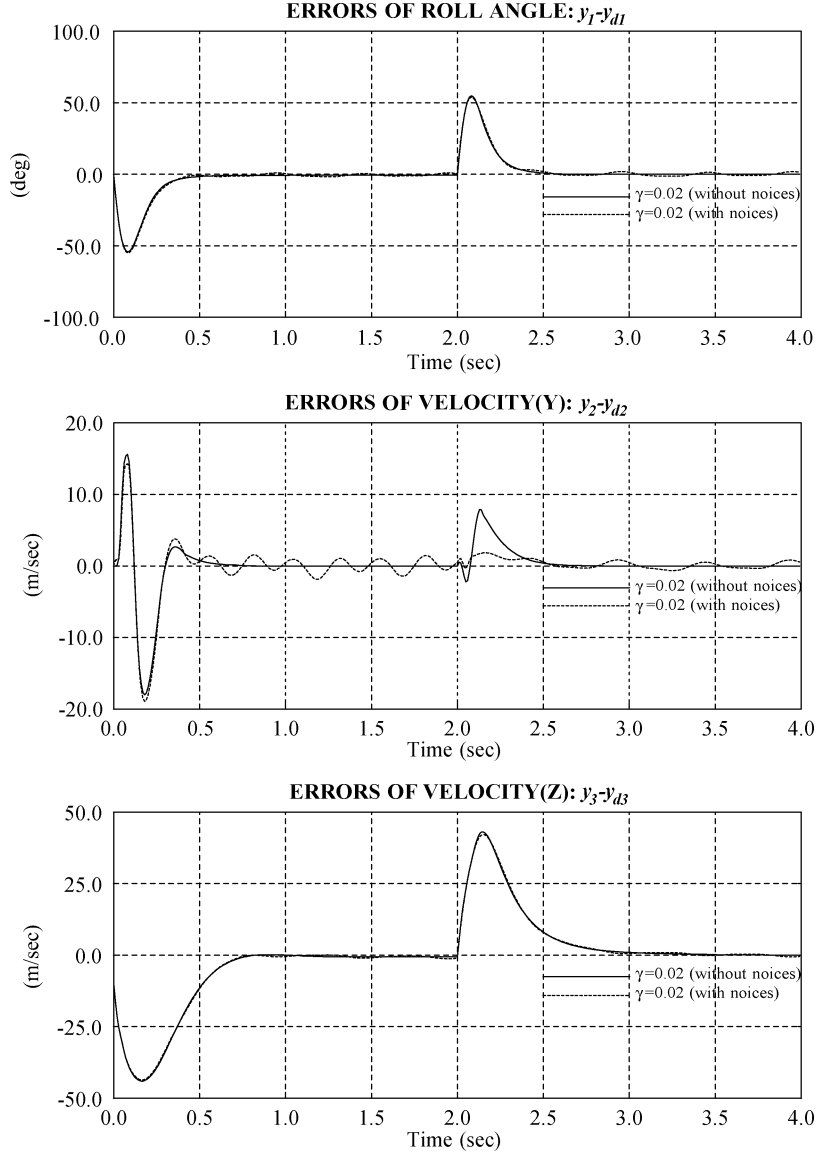 ERRORS OF ROLL ANGLE: y1-yd1
100.0
50.0
0.0
-50.0
-100.0
(deg)
γ=0.02 (without noices)
γ=0.02 (with noices)
0.0 0.5 1.0 1.5 2.0 2.5 3.0 3.5 4.0
Time (sec)
ERRORS OF VELOCITY(Y): y2-yd2
20.0
10.0
0.0
-10.0
-20.0
(m/sec)
γ=0.02 (without noices)
γ=0.02 (with noices)
0.0 0.5 1.0 1.5 2.0 2.5 3.0 3.5 4.0
Time (sec)
ERRORS OF VELOCITY(Z): y3-yd3
50.0
25.0
0.0
-25.0
-50.0
(m/sec)
γ=0.02 (without noices)
γ=0.02 (with noices)
0.0 0.5 1.0 1.5 2.0 2.5 3.0 3.5 4.0
Time (sec)